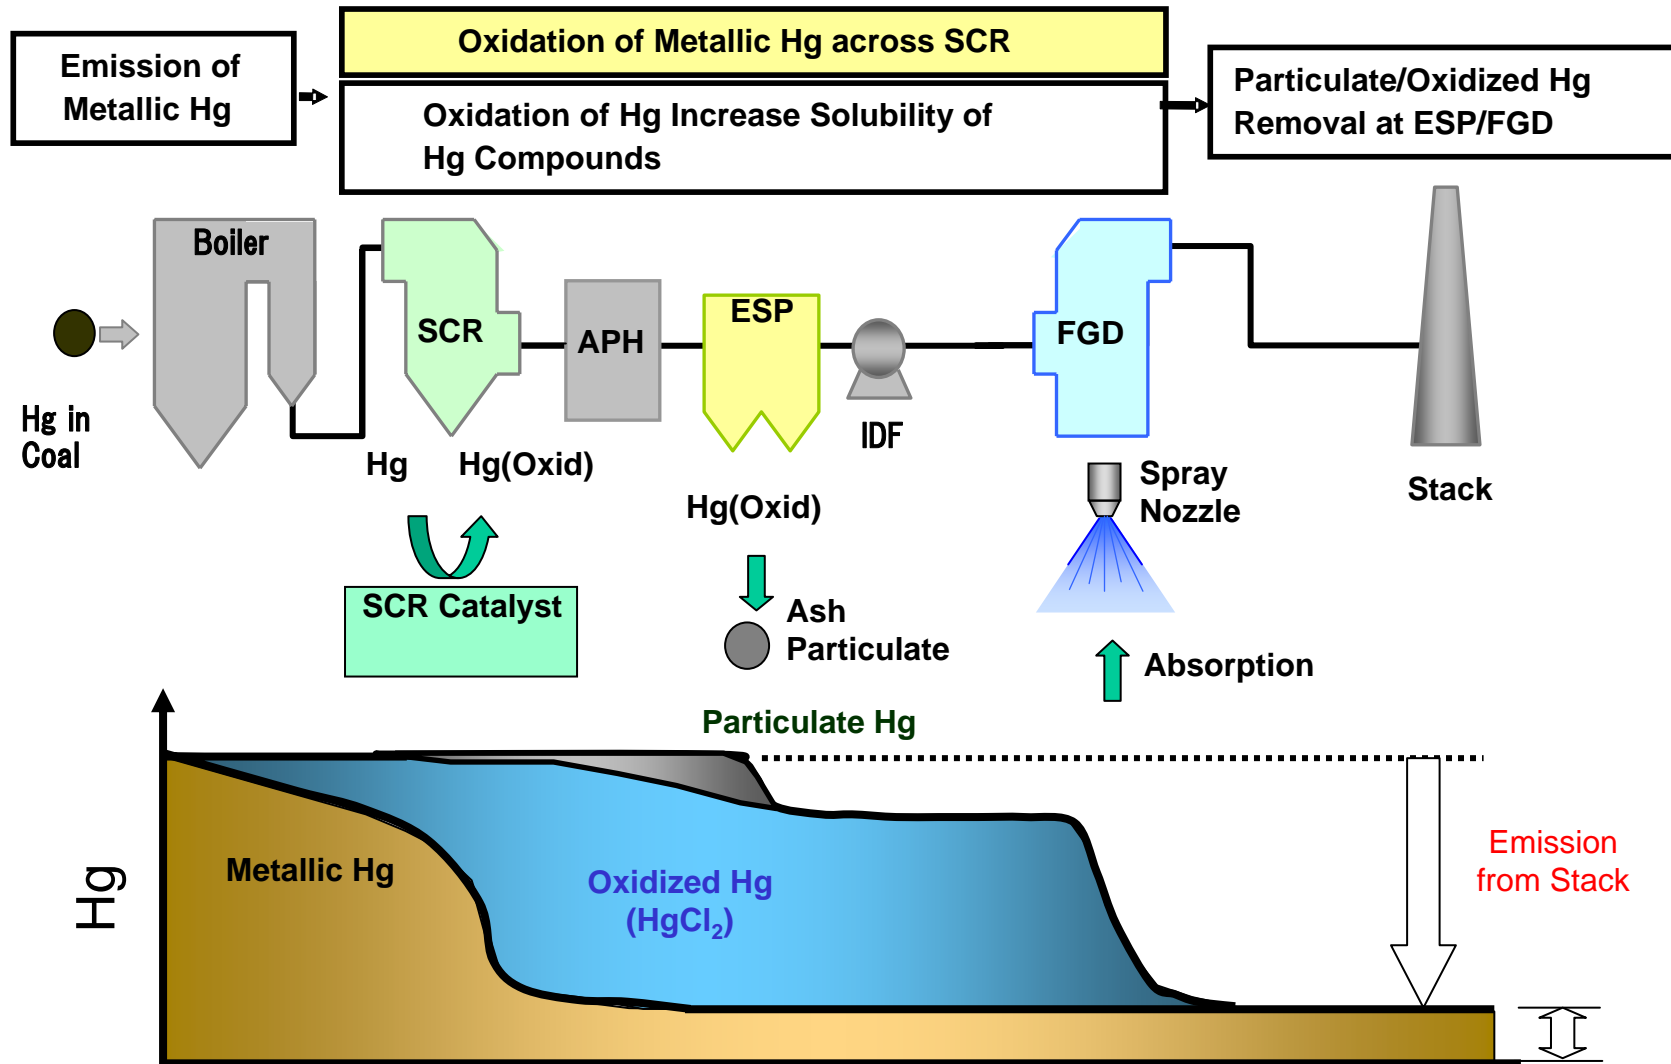 Emission of
Metallic Hg
Oxidation of Metallic Hg across SCR
Oxidation of Hg Increase Solubility of
Hg Compounds
Particulate/Oxidized Hg
Removal at ESP/FGD
Boiler
SCR
APH
ESP
IDF
FGD
Stack
Hg in
Coal
Hg
Hg(Oxid)
SCR Catalyst
Hg(Oxid)
Ash
Particulate
Spray
Nozzle
Absorption
Particulate Hg
Hg
Metallic Hg
Oxidized Hg
(HgCl₂)
Emission
from Stack